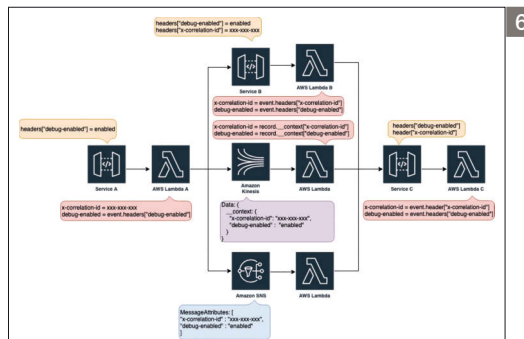 6
headers["debug-enabled"] = enabled
headers["x-correlation-id"] = xxx-xxx-xxx
Service B
AWS Lambda B
x-correlation-id = event.headers["x-correlation-id"]
debug-enabled = event.headers["debug-enabled"]
headers["debug-enabled"] = enabled
Service A
AWS Lambda A
x-correlation-id = xxx-xxx-xxx
debug-enabled = event.headers["debug-enabled"]
x-correlation-id = record.__context["x-correlation-id"]
debug-enabled = record.__context["debug-enabled"]
Amazon
Kinesis
AWS Lambda
Data: {
__context: {
"x-correlation-id": "xxx-xxx-xxx",
"debug-enabled" : "enabled"
}
}
headers["debug-enabled"]
header["x-correlation-id"]
Service C
AWS Lambda C
x-correlation-id = event.header["x-correlation-id"]
debug-enabled = event.headers["debug-enabled"]
Amazon SNS
AWS Lambda
MessageAttributes: [
"x-correlation-id" : "xxx-xxx-xxx",
"debug-enabled" : "enabled"
]